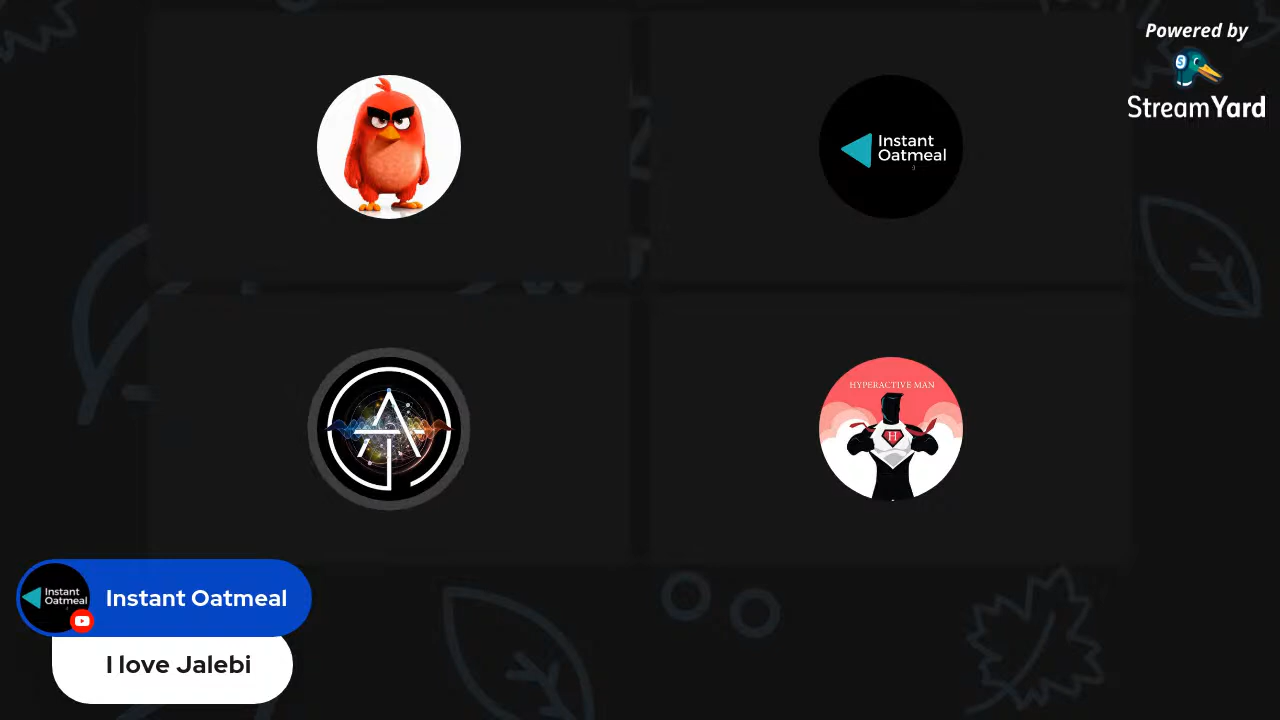 Powered by
StreamYard
Instant
Oatmeal
:)
HYPERACTIVE MAN
H
Instant
Oatmeal
Instant Oatmeal
I love Jalebi